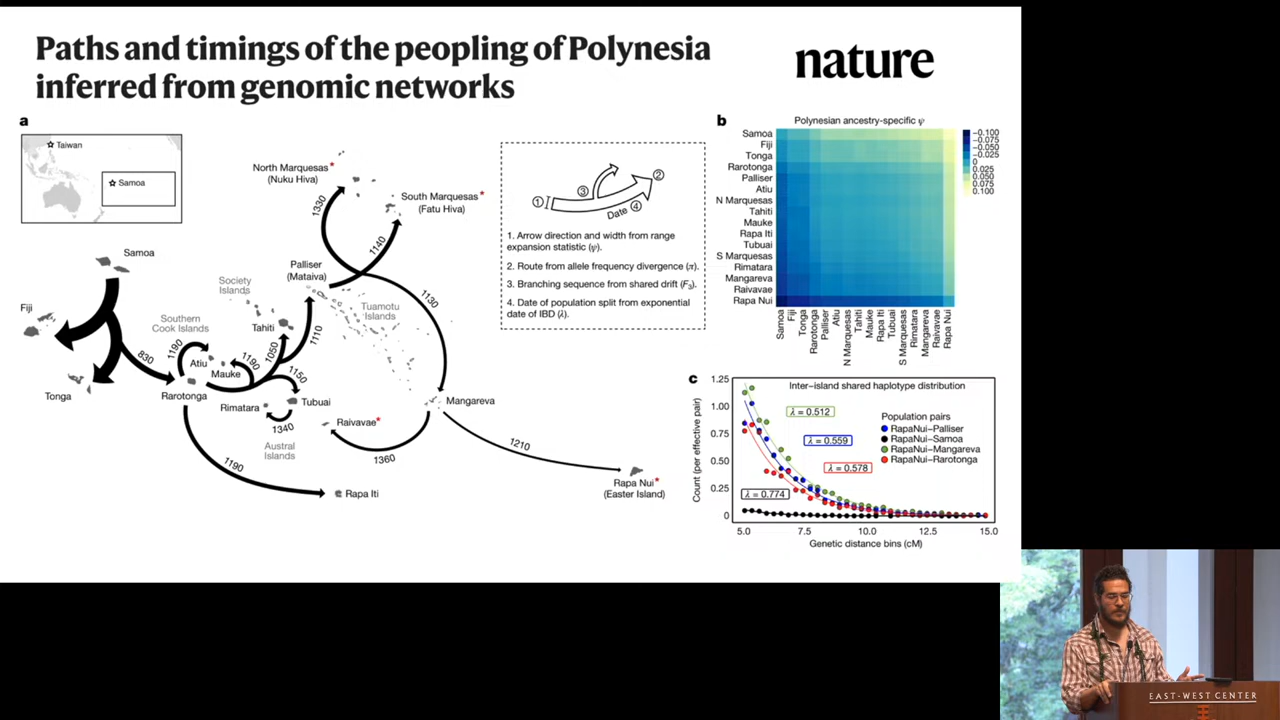 Paths and timings of the peopling of Polynesia
inferred from genomic networks
nature
a
Taiwan
Samoa
North Marquesas*
(Nuku Hiva)
South Marquesas*
(Fatu Hiva)
1330
1140
Samoa
Palliser
(Mataiva)
Society
Islands
1130
Fiji
Southern
Cook Islands
Tuamotu
Islands
Tahiti
1110
1050
830
1190
Atiu
1190
Mauke
1150
Tonga
Rarotonga
Rimatara
Tubuai
Mangareva
1340
Raivavae*
Austral
Islands
1360
1210
1190
Rapa Iti
Rapa Nui*
(Easter Island)
1
2
3
Date 4
1. Arrow direction and width from range
expansion statistic (ψ).
2. Route from allele frequency divergence (π).
3. Branching sequence from shared drift (F3).
4. Date of population split from exponential
date of IBD (λ).
b
Polynesian ancestry-specific ψ
Samoa
Fiji
Tonga
Rarotonga
Palliser
Atiu
N Marquesas
Tahiti
Mauke
Rapa Iti
Tubuai
S Marquesas
Rimatara
Mangareva
Raivavae
Rapa Nui
−0.100
−0.075
−0.050
−0.025
0
0.025
0.050
0.075
0.100
Samoa
Fiji
Tonga
Rarotonga
Palliser
Atiu
N Marquesas
Tahiti
Mauke
Rapa Iti
Tubuai
S Marquesas
Rimatara
Mangareva
Raivavae
Rapa Nui
c
Inter-island shared haplotype distribution
Count (per effective pair)
1.25
1.00
0.75
0.50
0.25
0
λ = 0.512
λ = 0.559
λ = 0.578
λ = 0.774
Population pairs
RapaNui–Palliser
RapaNui–Samoa
RapaNui–Mangareva
RapaNui–Rarotonga
5.0 7.5 10.0 12.5 15.0
Genetic distance bins (cM)
EAST-WEST CENTER